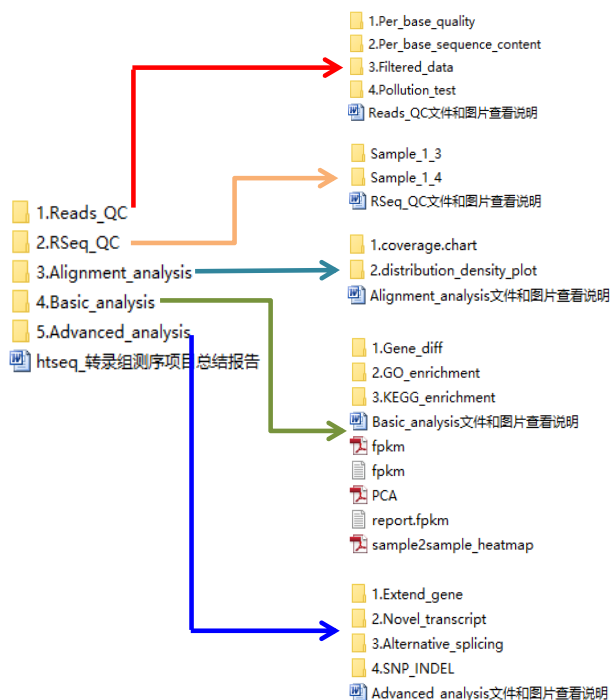 1.Reads_QC
2.RSeq_QC
3.Alignment_analysis
4.Basic_analysis
5.Advanced_analysis
htseq_转录组测序项目总结报告
1.Per_base_quality
2.Per_base_sequence_content
3.Filtered_data
4.Pollution_test
Reads_QC文件和图片查看说明
Sample_1_3
Sample_1_4
RSeq_QC文件和图片查看说明
1.coverage.chart
2.distribution_density_plot
Alignment_analysis文件和图片查看说明
1.Gene_diff
2.GO_enrichment
3.KEGG_enrichment
Basic_analysis文件和图片查看说明
fpkm
fpkm
PCA
report.fpkm
sample2sample_heatmap
1.Extend_gene
2.Novel_transcript
3.Alternative_splicing
4.SNP_INDEL
Advanced_analysis文件和图片查看说明